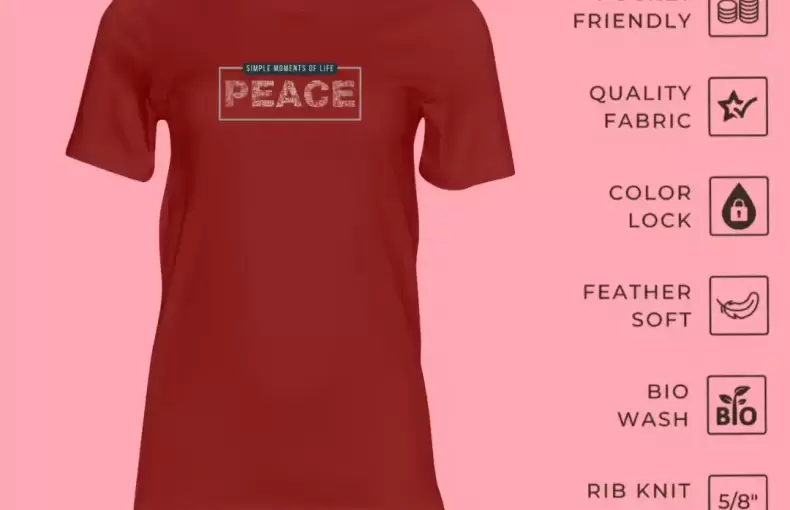 SIMPLE MOMENTS OF LIFE
PEACE
FRIENDLY
QUALITY
FABRIC
COLOR
LOCK
FEATHER
SOFT
BIO
WASH
BIO
RIB KNIT
5/8"